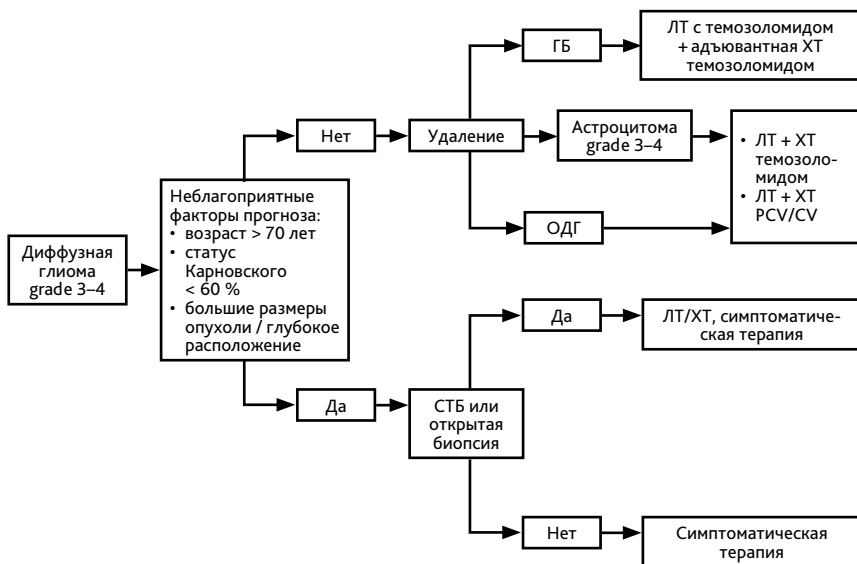 Диффузная
глиома
grade 3–4
Неблагоприятные
факторы прогноза:
• возраст > 70 лет
• статус
Карновского
< 60 %
• большие размеры
опухоли / глубокое
расположение
Нет
Удаление
ГБ
ЛТ с темозоломидом
+ адъювантная ХТ
темозоломидом
Астроцитома
grade 3–4
ОДГ
• ЛТ + ХТ
темозоло-
мидом
• ЛТ + ХТ
PCV/CV
Да
СТБ или
открытая
биопсия
Да
ЛТ/ХТ, симптоматиче-
ская терапия
Нет
Симптоматическая
терапия